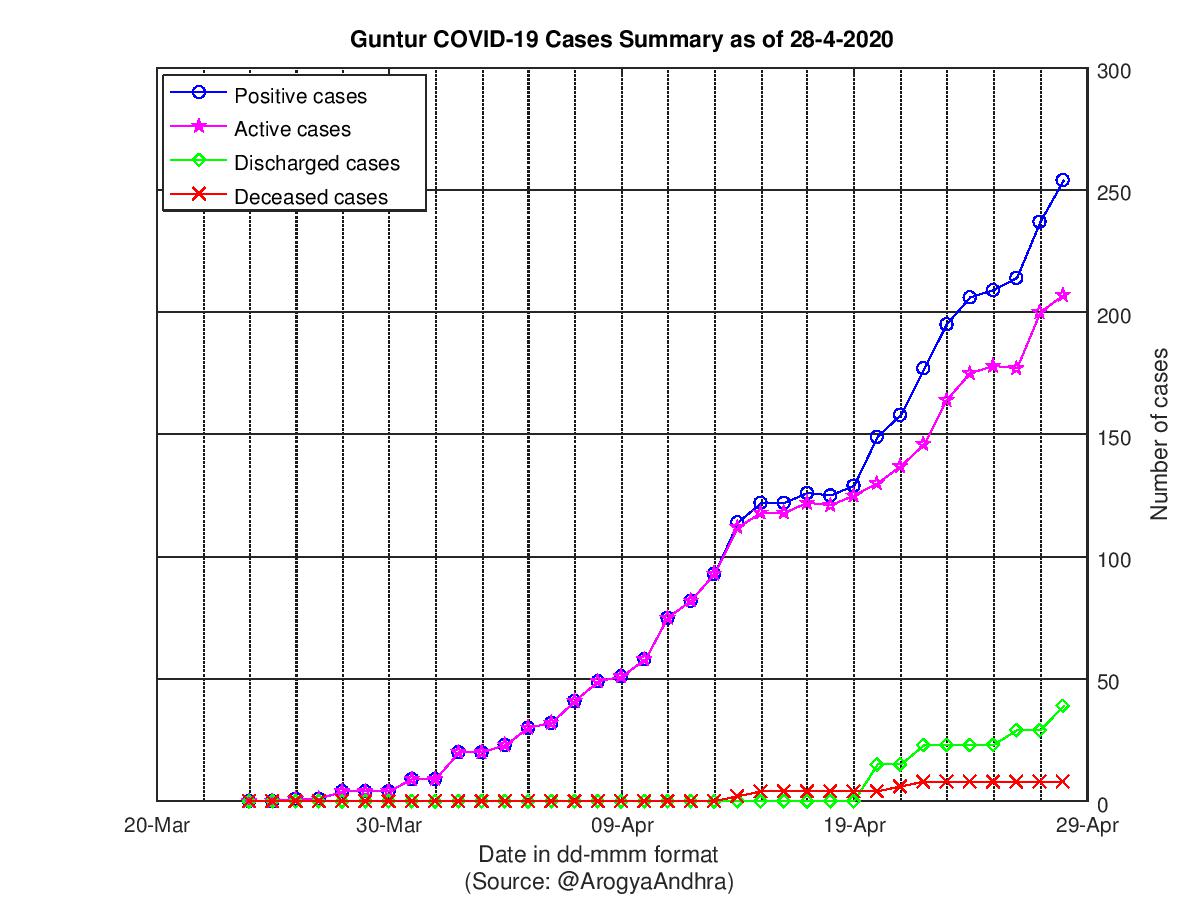 Guntur COVID-19 Cases Summary as of 28-4-2020
Positive cases
Active cases
Discharged cases
Deceased cases
300
250
200
150
100
50
0
Number of cases
20-Mar
30-Mar
09-Apr
19-Apr
29-Apr
Date in dd-mmm format
(Source: @ArogyaAndhra)